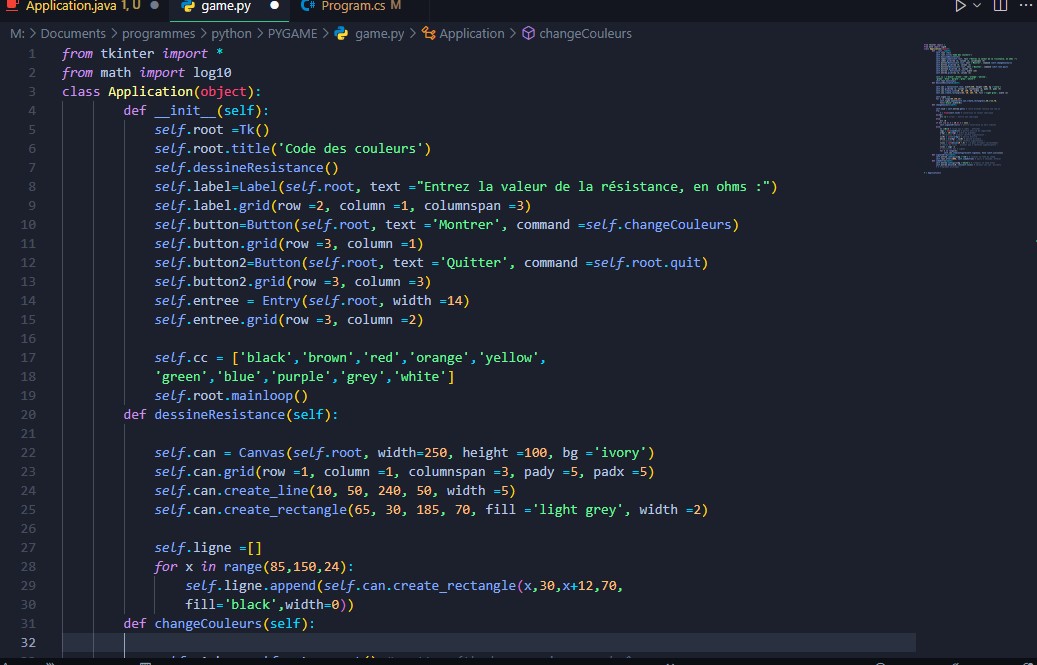 Application.java 1, U
game.py
Program.cs M
M: > Documents > programmes > python > PYGAME > game.py > Application > changeCouleurs
1 from tkinter import *
2 from math import log10
3 class Application(object):
4 def __init__(self):
5 self.root =Tk()
6 self.root.title('Code des couleurs')
7 self.dessineResistance()
8 self.label=Label(self.root, text ="Entrez la valeur de la résistance, en ohms :")
9 self.label.grid(row =2, column =1, columnspan =3)
10 self.button=Button(self.root, text ='Montrer', command =self.changeCouleurs)
11 self.button.grid(row =3, column =1)
12 self.button2=Button(self.root, text ='Quitter', command =self.root.quit)
13 self.button2.grid(row =3, column =3)
14 self.entree = Entry(self.root, width =14)
15 self.entree.grid(row =3, column =2)
16
17 self.cc = ['black','brown','red','orange','yellow',
18 'green','blue','purple','grey','white']
19 self.root.mainloop()
20 def dessineResistance(self):
21
22 self.can = Canvas(self.root, width=250, height =100, bg ='ivory')
23 self.can.grid(row =1, column =1, columnspan =3, pady =5, padx =5)
24 self.can.create_line(10, 50, 240, 50, width =5)
25 self.can.create_rectangle(65, 30, 185, 70, fill ='light grey', width =2)
26
27 self.ligne =[]
28 for x in range(85,150,24):
29 self.ligne.append(self.can.create_rectangle(x,30,x+12,70,
30 fill='black',width=0))
31 def changeCouleurs(self):
32